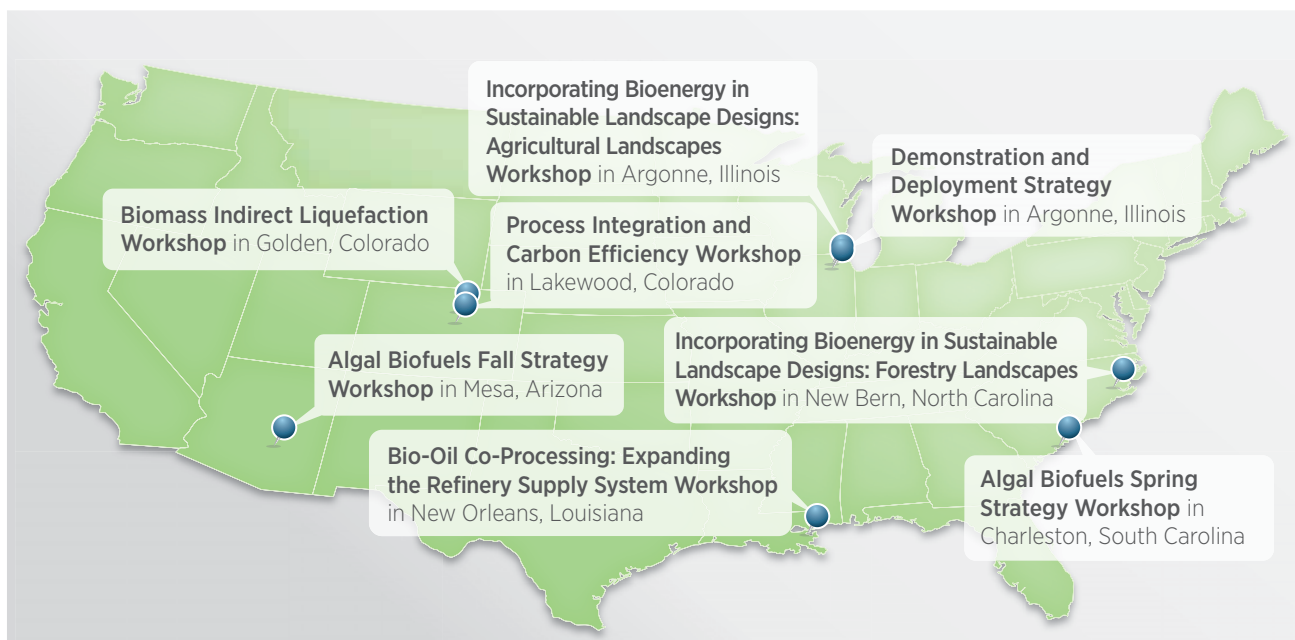 Incorporating Bioenergy in
Sustainable Landscape Designs:
Agricultural Landscapes
Workshop in Argonne, Illinois
Demonstration and
Deployment Strategy
Workshop in Argonne, Illinois
Biomass Indirect Liquefaction
Workshop in Golden, Colorado
Process Integration and
Carbon Efficiency Workshop
in Lakewood, Colorado
Algal Biofuels Fall Strategy
Workshop in Mesa, Arizona
Incorporating Bioenergy in Sustainable
Landscape Designs: Forestry Landscapes
Workshop in New Bern, North Carolina
Bio-Oil Co-Processing: Expanding
the Refinery Supply System Workshop
in New Orleans, Louisiana
Algal Biofuels Spring
Strategy Workshop in
Charleston, South Carolina